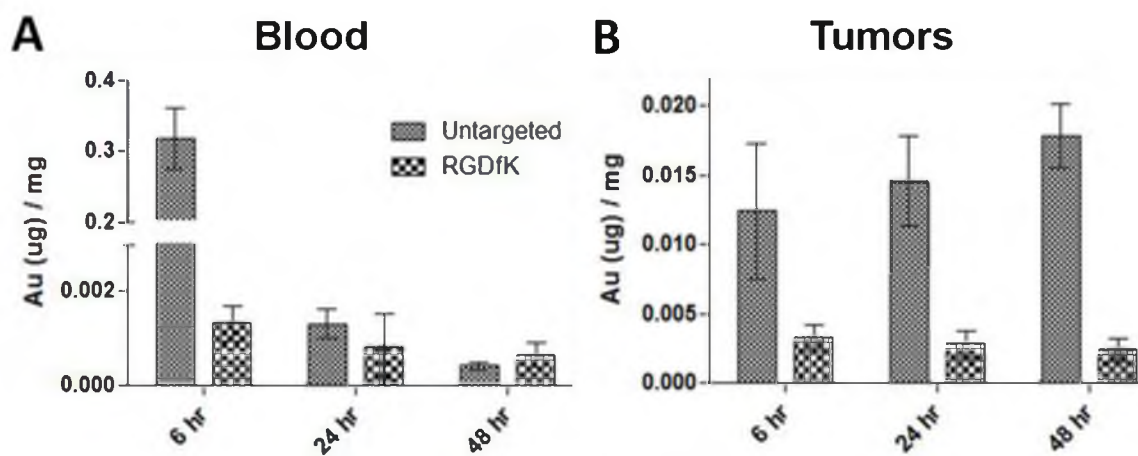 A
Blood
0.4
0.3
0.2
0.002
0.000
Au (ug) / mg
Untargeted
RGDfK
6 hr
24 hr
48 hr
B
Tumors
0.020
0.015
0.010
0.005
0.000
Au (ug) / mg
6 hr
24 hr
48 hr